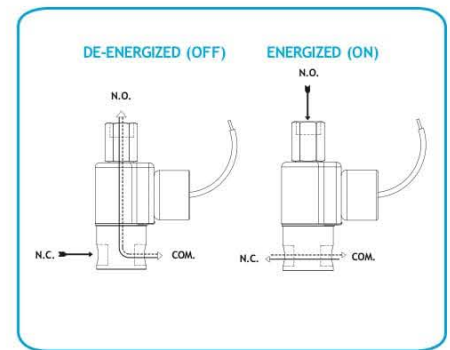 DE-ENERGIZED (OFF)
ENERGIZED (ON)
N.O.
N.O.
N.C.
COM.
N.C.
COM.